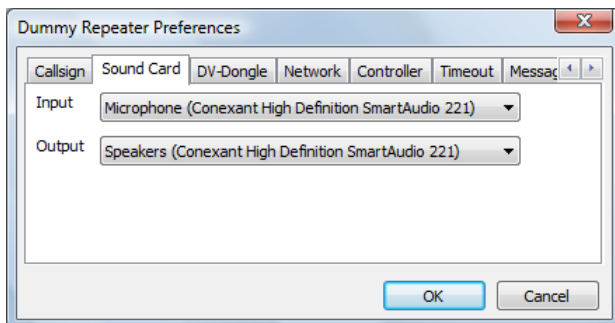 Dummy Repeater Preferences
Callsign Sound Card DV-Dongle Network Controller Timeout Messag
Input Microphone (Conexant High Definition SmartAudio 221)
Output Speakers (Conexant High Definition SmartAudio 221)
OK Cancel